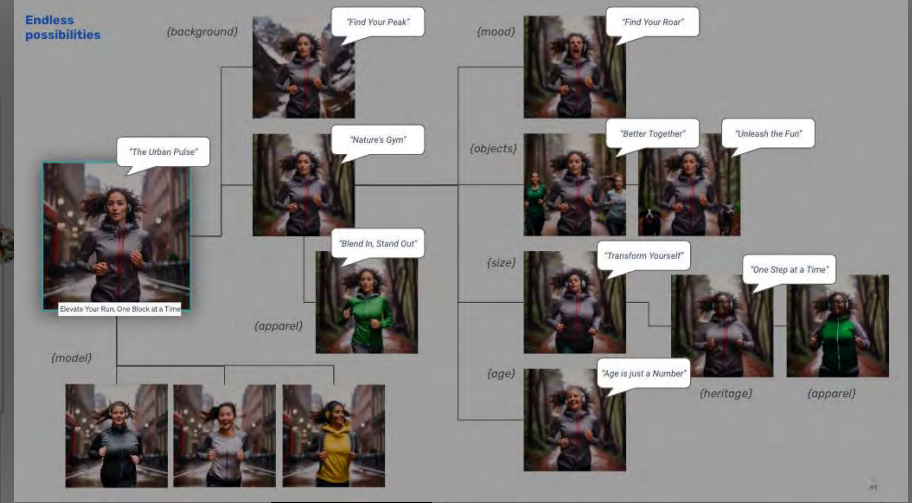 Endless
possibilities
{background}
"Find Your Peak"
{mood}
"Find Your Roar"
"The Urban Pulse"
"Nature's Gym"
{objects}
"Better Together"
"Unleash the Fun"
"Blend In, Stand Out"
{size}
"Transform Yourself"
"One Step at a Time"
Elevate Your Run, One Block at a Time
{apparel}
{model}
{age}
"Age is just a Number"
{heritage}
{apparel}
93